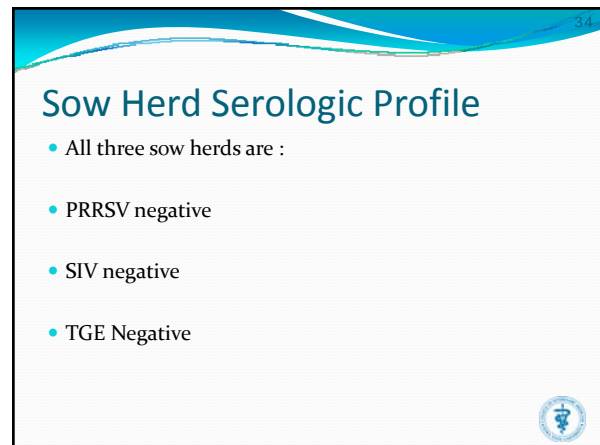 34
Sow Herd Serologic Profile
• All three sow herds are :
• PRRSV negative
• SIV negative
• TGE Negative